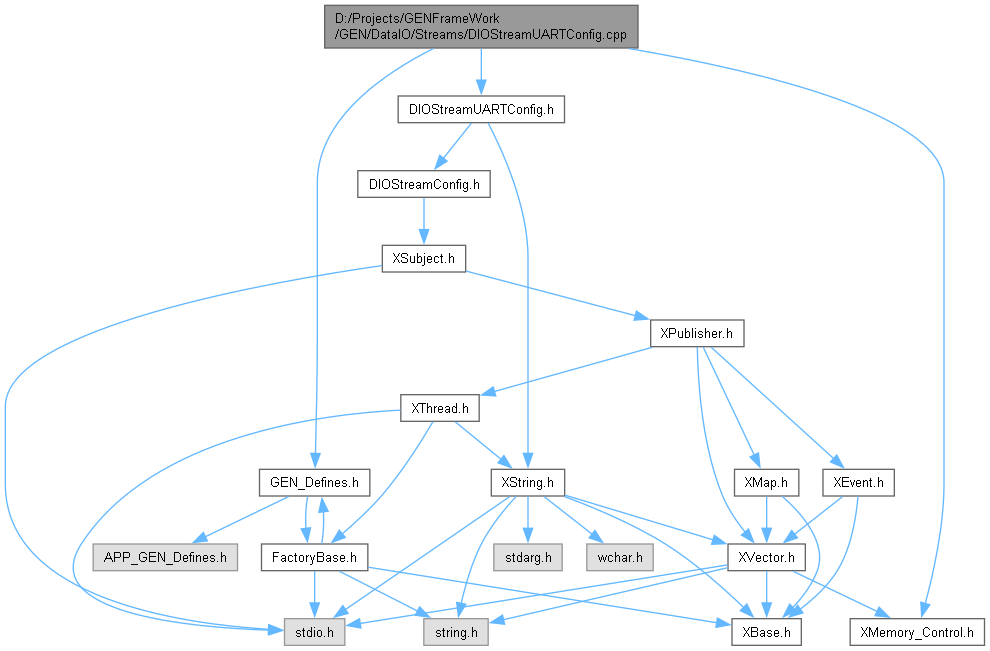 D:/Projects/GENFrameWork
/GEN/DataIO/Streams/DIOStreamUARTConfig.cpp
DIOStreamUARTConfig.h
DIOStreamConfig.h
XSubject.h
XPublisher.h
XThread.h
GEN_Defines.h
XString.h
XMap.h
XEvent.h
APP_GEN_Defines.h
FactoryBase.h
stdarg.h
wchar.h
XVector.h
stdio.h
string.h
XBase.h
XMemory_Control.h